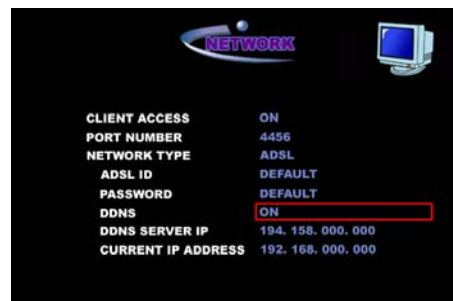 NETWORK
CLIENT ACCESS ON
PORT NUMBER 4456
NETWORK TYPE ADSL
ADSL ID DEFAULT
PASSWORD DEFAULT
DDNS ON
DDNS SERVER IP 194. 158. 000. 000
CURRENT IP ADDRESS 192. 168. 000. 000